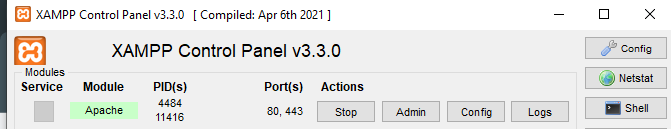 XAMPP Control Panel v3.3.0 [ Compiled: Apr 6th 2021 ]
XAMPP Control Panel v3.3.0
Config
Modules
Service Module PID(s) Port(s) Actions
Netstat
Apache 4484 11416 80, 443 Stop Admin Config Logs
Shell